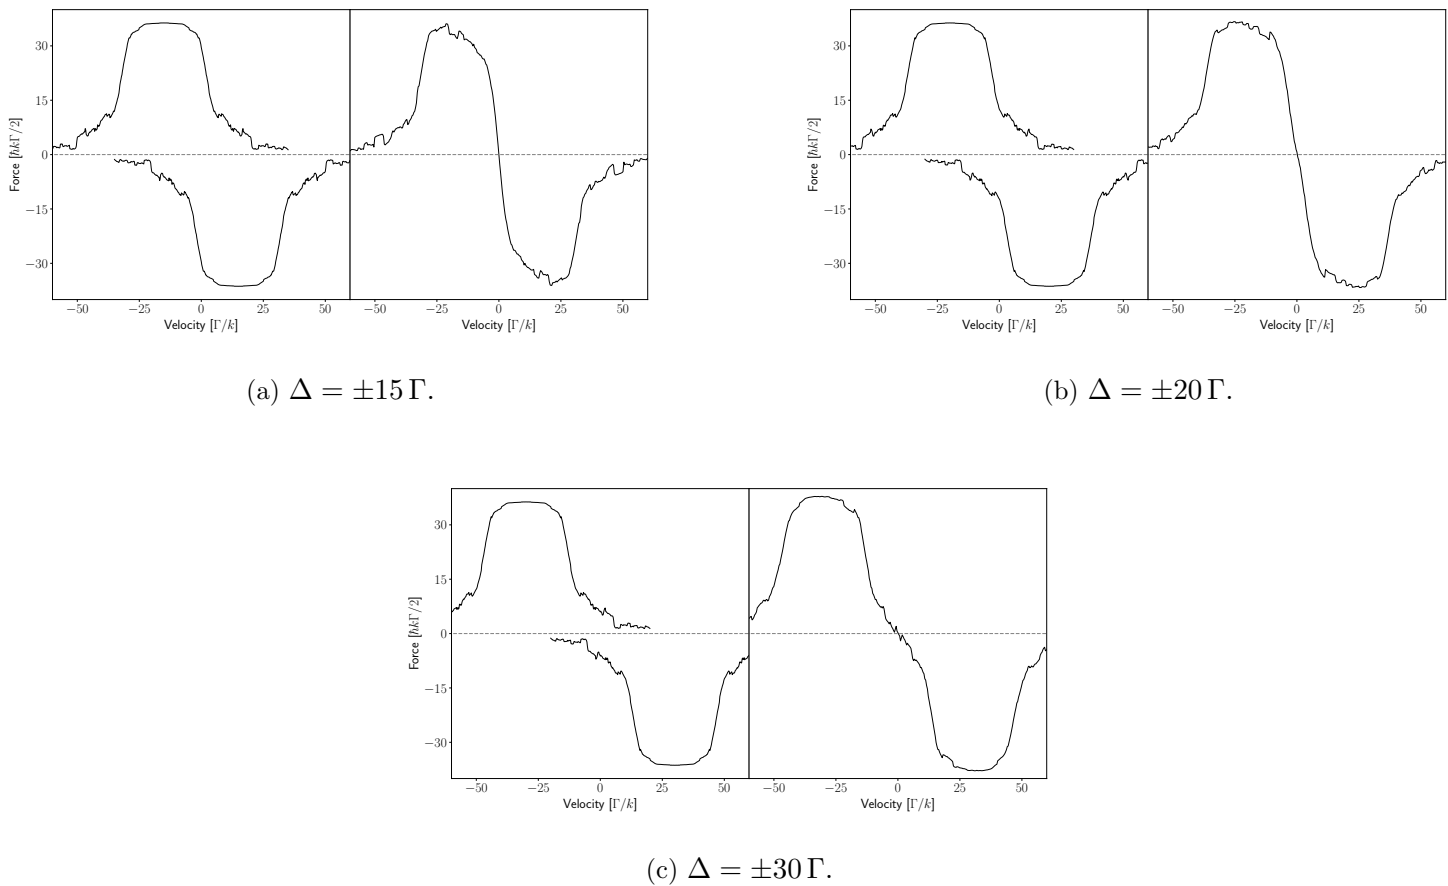 30
15
0
−15
−30
Force [ħkΓ/2]
−50 −25 0 25 50
Velocity [Γ/k]
−50 −25 0 25 50
Velocity [Γ/k]
(a) Δ = ±15 Γ.
30
15
0
−15
−30
Force [ħkΓ/2]
−50 −25 0 25 50
Velocity [Γ/k]
−50 −25 0 25 50
Velocity [Γ/k]
(b) Δ = ±20 Γ.
30
15
0
−15
−30
Force [ħkΓ/2]
−50 −25 0 25 50
Velocity [Γ/k]
−50 −25 0 25 50
Velocity [Γ/k]
(c) Δ = ±30 Γ.